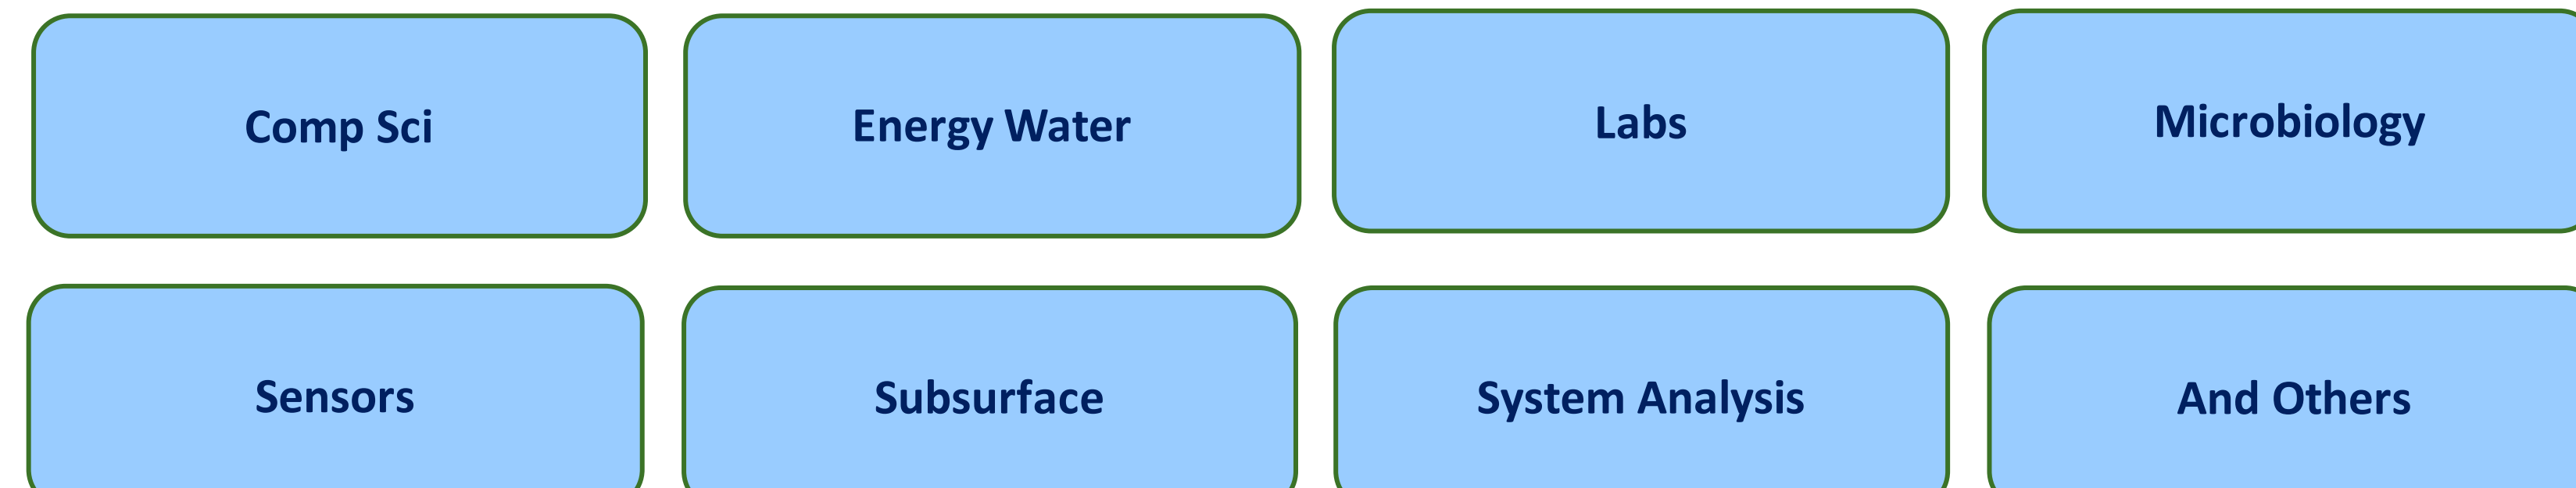 Comp Sci
Energy Water
Labs
Microbiology
Sensors
Subsurface
System Analysis
And Others